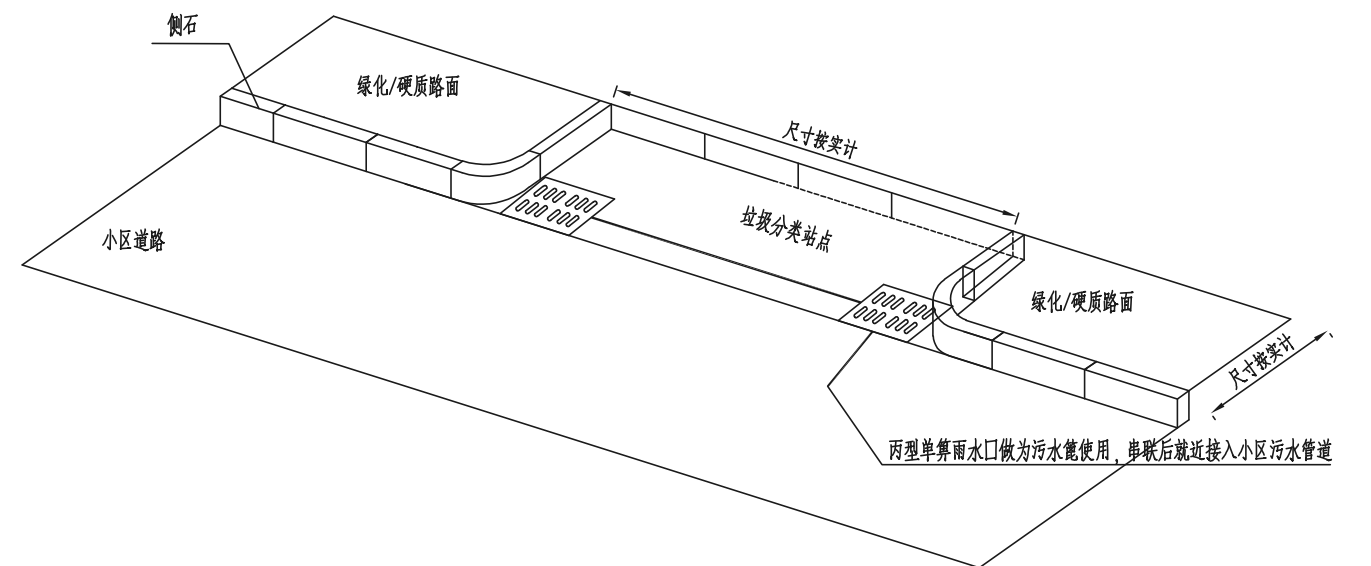 侧石
绿化/硬质路面
尺寸按实计
垃圾分类站点
小区道路
绿化/硬质路面
尺寸按实计
丙型单算雨水口做为污水篦使用，串联后就近接入小区污水管道